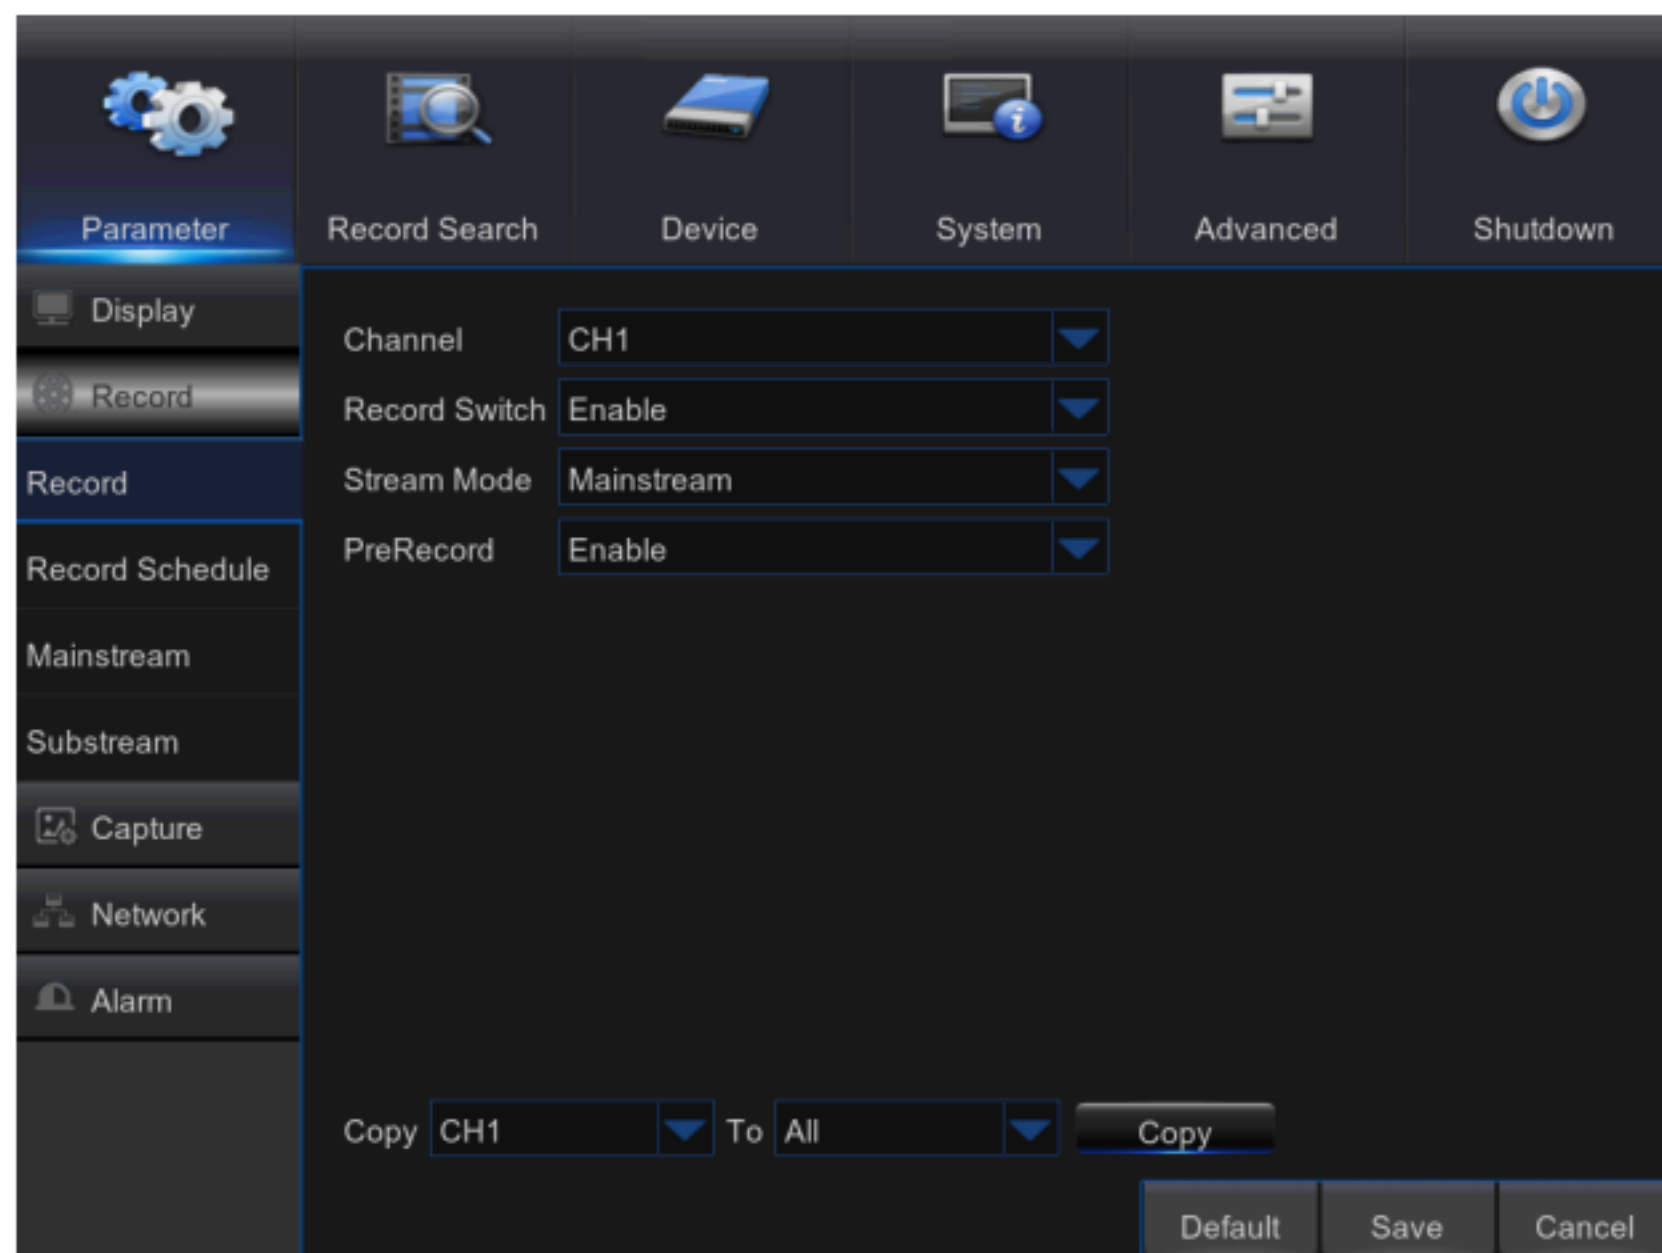 Parameter
Record Search
Device
System
Advanced
Shutdown
Display
Record
Record
Record Schedule
Mainstream
Substream
Capture
Network
Alarm
Channel CH1
Record Switch Enable
Stream Mode Mainstream
PreRecord Enable
Copy CH1 To All Copy
Default Save Cancel